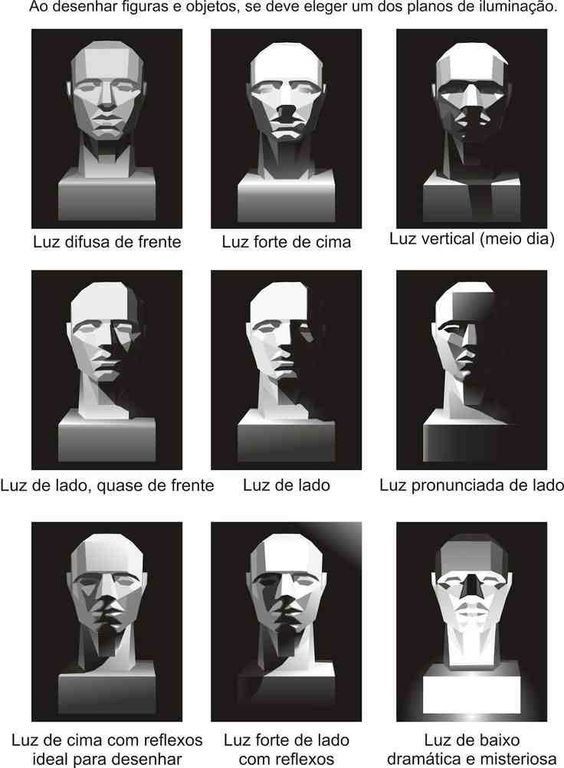 Ao desenhar figuras e objetos, se deve eleger um dos planos de iluminação.
Luz difusa de frente
Luz forte de cima
Luz vertical (meio dia)
Luz de lado, quase de frente
Luz de lado
Luz pronunciada de lado
Luz de cima com reflexos
ideal para desenhar
Luz forte de lado
com reflexos
Luz de baixo
dramática e misteriosa